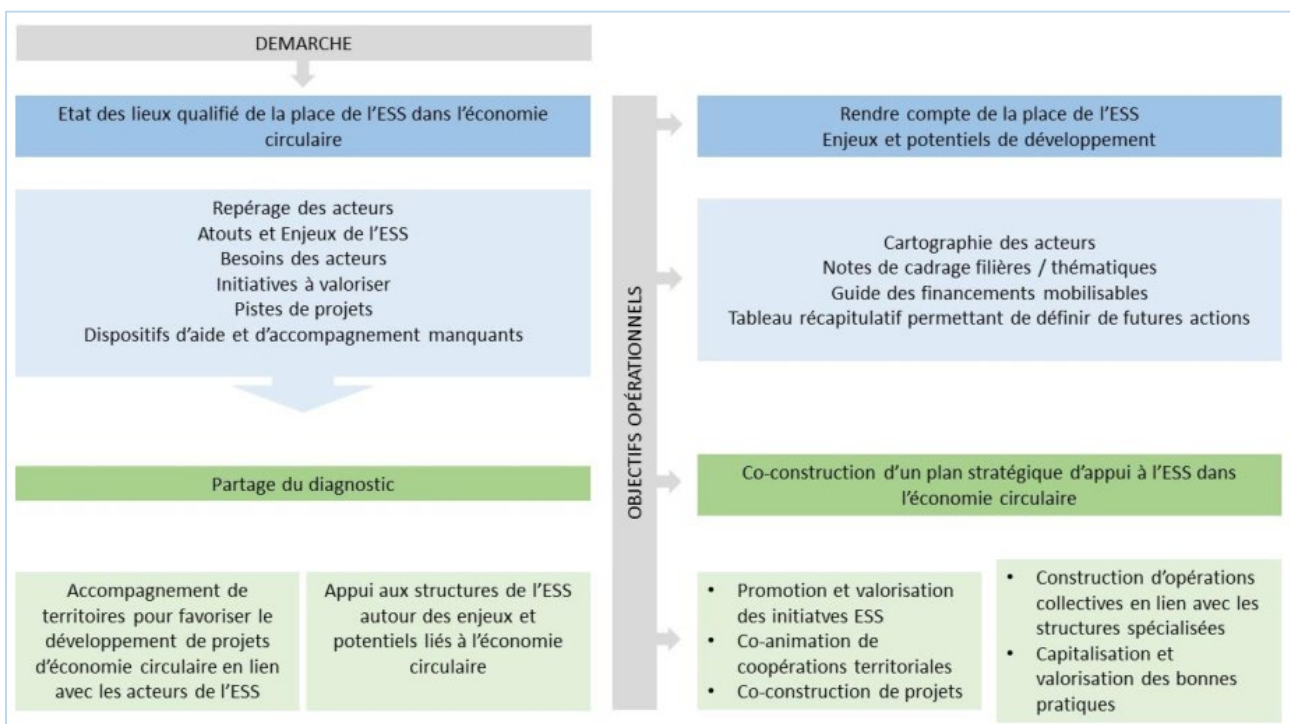 DEMARCHE
Etat des lieux qualifié de la place de l'ESS dans l'économie
circulaire
Repérage des acteurs
Atouts et Enjeux de l'ESS
Besoins des acteurs
Initiatives à valoriser
Pistes de projets
Dispositifs d'aide et d'accompagnement manquants
Partage du diagnostic
Accompagnement de
territoires pour favoriser le
développement de projets
d'économie circulaire en lien
avec les acteurs de l'ESS
Appui aux structures de l'ESS
autour des enjeux et
potentiels liés à l'économie
circulaire
OBJECTIFS OPÉRATIONNELS
Rendre compte de la place de l'ESS
Enjeux et potentiels de développement
Cartographie des acteurs
Notes de cadrage filières / thématiques
Guide des financements mobilisables
Tableau récapitulatif permettant de définir de futures actions
Co-construction d'un plan stratégique d'appui à l'ESS dans
l'économie circulaire
• Promotion et valorisation
des initiatves ESS
• Co-animation de
coopérations territoriales
• Co-construction de projets
• Construction d'opérations
collectives en lien avec les
structures spécialisées
• Capitalisation et
valorisation des bonnes
pratiques